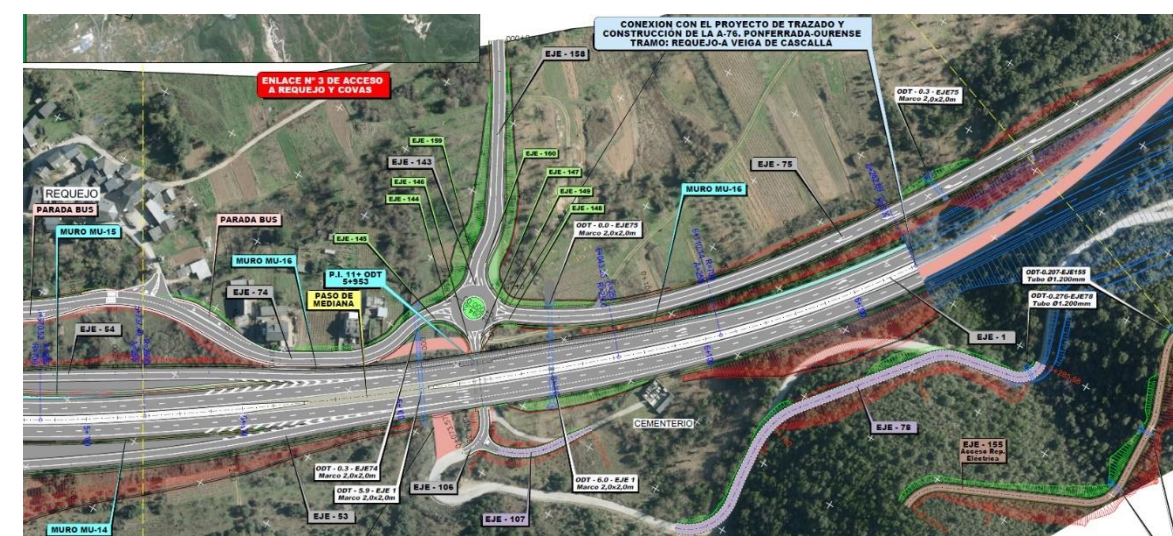 CONEXION CON EL PROYECTO DE TRAZADO Y
CONSTRUCCIÓN DE LA A-76. PONFERRADA-OURENSE
TRAMO: REQUEJO-A VEIGA DE CASCALLÁ
EJE - 158
ENLACE Nº 3 DE ACCESO
A REQUEJO Y COVAS
ODT - 0.3 - EJE75
Marco 2,0x2,0m
EJE - 159
EJE - 160
EJE - 143
EJE - 147
EJE - 75
EJE - 146
EJE - 149
MURO MU-16
REQUEJO
EJE - 144
EJE - 148
PARADA BUS
PARADA BUS
ODT - 0.0 - EJE75
Marco 2,0x2,0m
MURO MU-15
EJE - 145
MURO MU-16
P.I. 11+ ODT
5+953
ODT-0.207-EJE155
Tubo Ø1.200mm
EJE - 74
PASO DE
MEDIANA
ODT-0.276-EJE78
Tubo Ø1.200mm
EJE - 54
EJE - 1
CEMENTERIO
EJE - 78
EJE - 155
Acceso Rep.
Eléctrica
ODT - 0.3 - EJE74
Marco 2,0x2,0m
ODT - 6.0 - EJE 1
Marco 2,0x2,0m
EJE - 106
ODT - 5.9 - EJE 1
Marco 2,0x2,0m
EJE - 53
EJE - 107
MURO MU-14